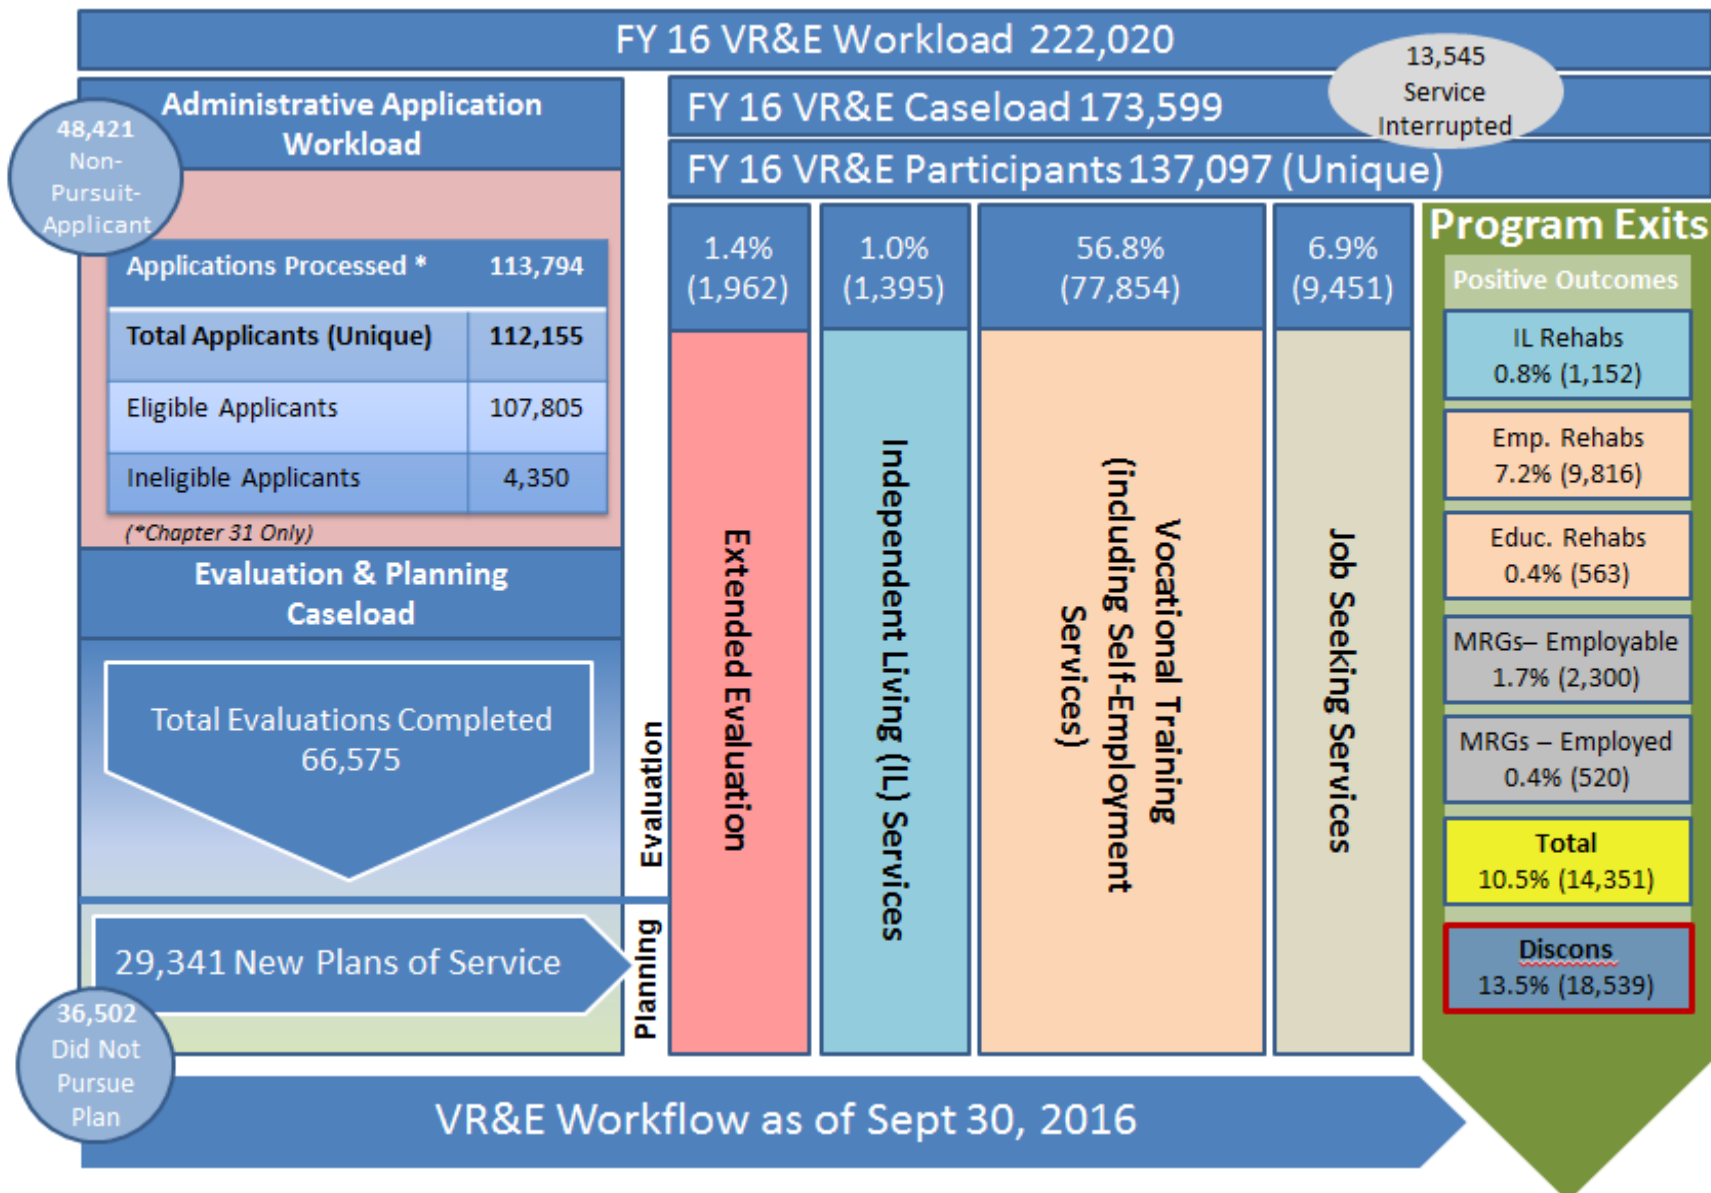 FY 16 VR&E Workload 222,020
13,545
Service
Interrupted
FY 16 VR&E Caseload 173,599
FY 16 VR&E Participants 137,097 (Unique)
Administrative Application
Workload
48,421
Non-
Pursuit-
Applicant
Applications Processed * 113,794
Total Applicants (Unique) 112,155
Eligible Applicants 107,805
Ineligible Applicants 4,350
(*Chapter 31 Only)
Evaluation & Planning
Caseload
Total Evaluations Completed
66,575
Evaluation
29,341 New Plans of Service
Planning
36,502
Did Not
Pursue
Plan
1.4%
(1,962)
Extended Evaluation
1.0%
(1,395)
Independent Living (IL) Services
56.8%
(77,854)
Vocational Training
(including Self-Employment
Services)
6.9%
(9,451)
Job Seeking Services
Program Exits
Positive Outcomes
IL Rehabs
0.8% (1,152)
Emp. Rehabs
7.2% (9,816)
Educ. Rehabs
0.4% (563)
MRGs– Employable
1.7% (2,300)
MRGs – Employed
0.4% (520)
Total
10.5% (14,351)
Discons
13.5% (18,539)
VR&E Workflow as of Sept 30, 2016